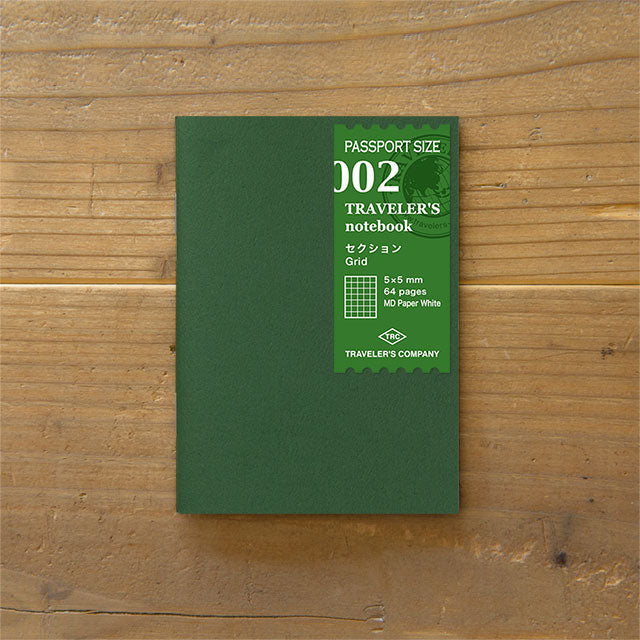 PASSPORT SIZE
002
TRAVELER'S
notebook
セクション
Grid
5×5 mm
64 pages
MD Paper White
TRC
TRAVELER'S COMPANY